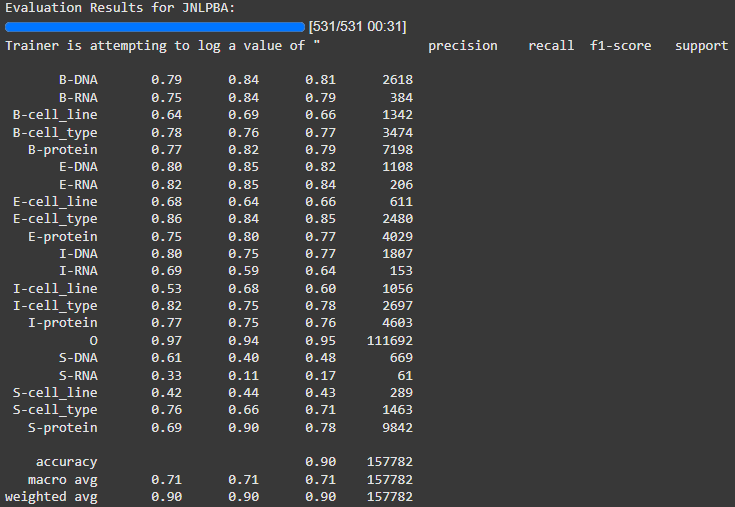 Evaluation Results for JNLPBA:
[531/531 00:31]
Trainer is attempting to log a value of " precision recall f1-score support
B-DNA 0.79 0.84 0.81 2618
B-RNA 0.75 0.84 0.79 384
B-cell_line 0.64 0.69 0.66 1342
B-cell_type 0.78 0.76 0.77 3474
B-protein 0.77 0.82 0.79 7198
E-DNA 0.80 0.85 0.82 1108
E-RNA 0.82 0.85 0.84 206
E-cell_line 0.68 0.64 0.66 611
E-cell_type 0.86 0.84 0.85 2480
E-protein 0.75 0.80 0.77 4029
I-DNA 0.80 0.75 0.77 1807
I-RNA 0.69 0.59 0.64 153
I-cell_line 0.53 0.68 0.60 1056
I-cell_type 0.82 0.75 0.78 2697
I-protein 0.77 0.75 0.76 4603
O 0.97 0.94 0.95 111692
S-DNA 0.61 0.40 0.48 669
S-RNA 0.33 0.11 0.17 61
S-cell_line 0.42 0.44 0.43 289
S-cell_type 0.76 0.66 0.71 1463
S-protein 0.69 0.90 0.78 9842
accuracy 0.90 157782
macro avg 0.71 0.71 0.71 157782
weighted avg 0.90 0.90 0.90 157782